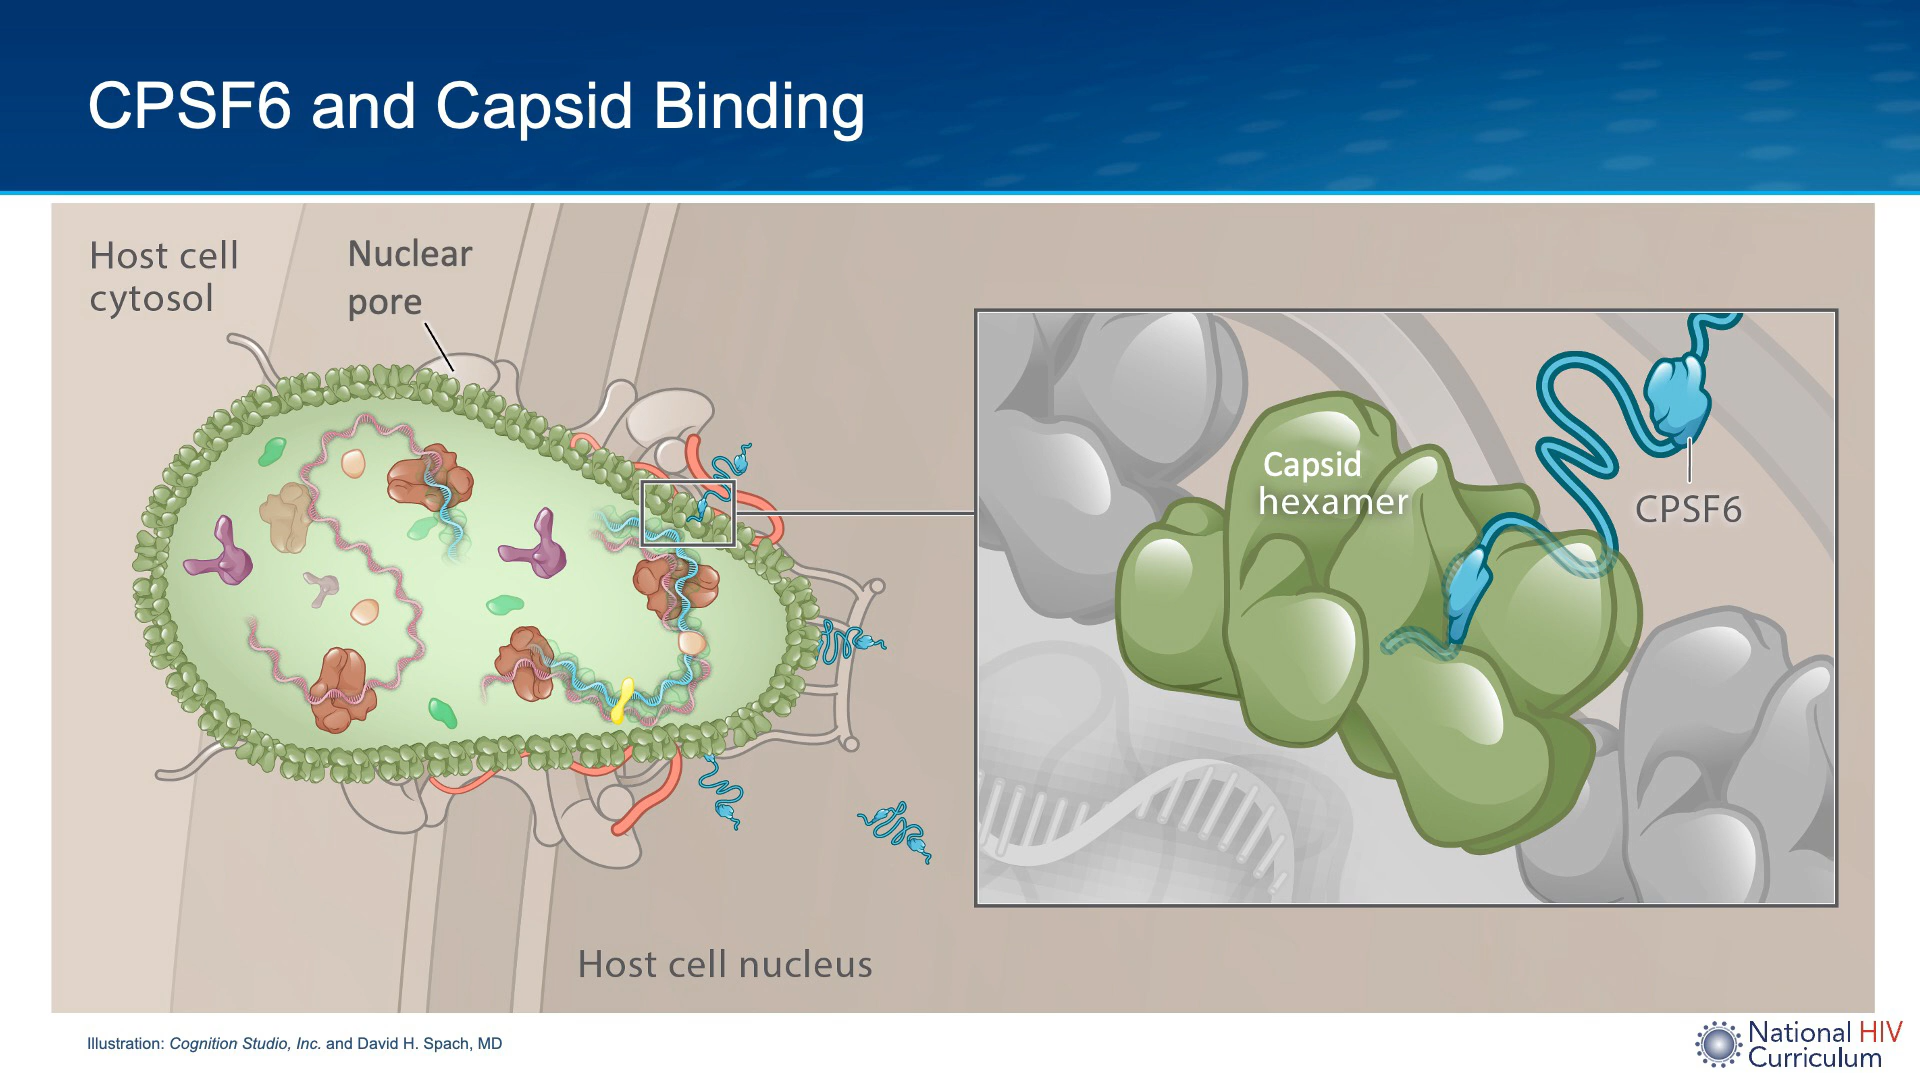 CPSF6 and Capsid Binding
Host cell
cytosol
Nuclear
pore
Capsid
hexamer
CPSF6
Host cell nucleus
Illustration: Cognition Studio, Inc. and David H. Spach, MD
National HIV
Curriculum